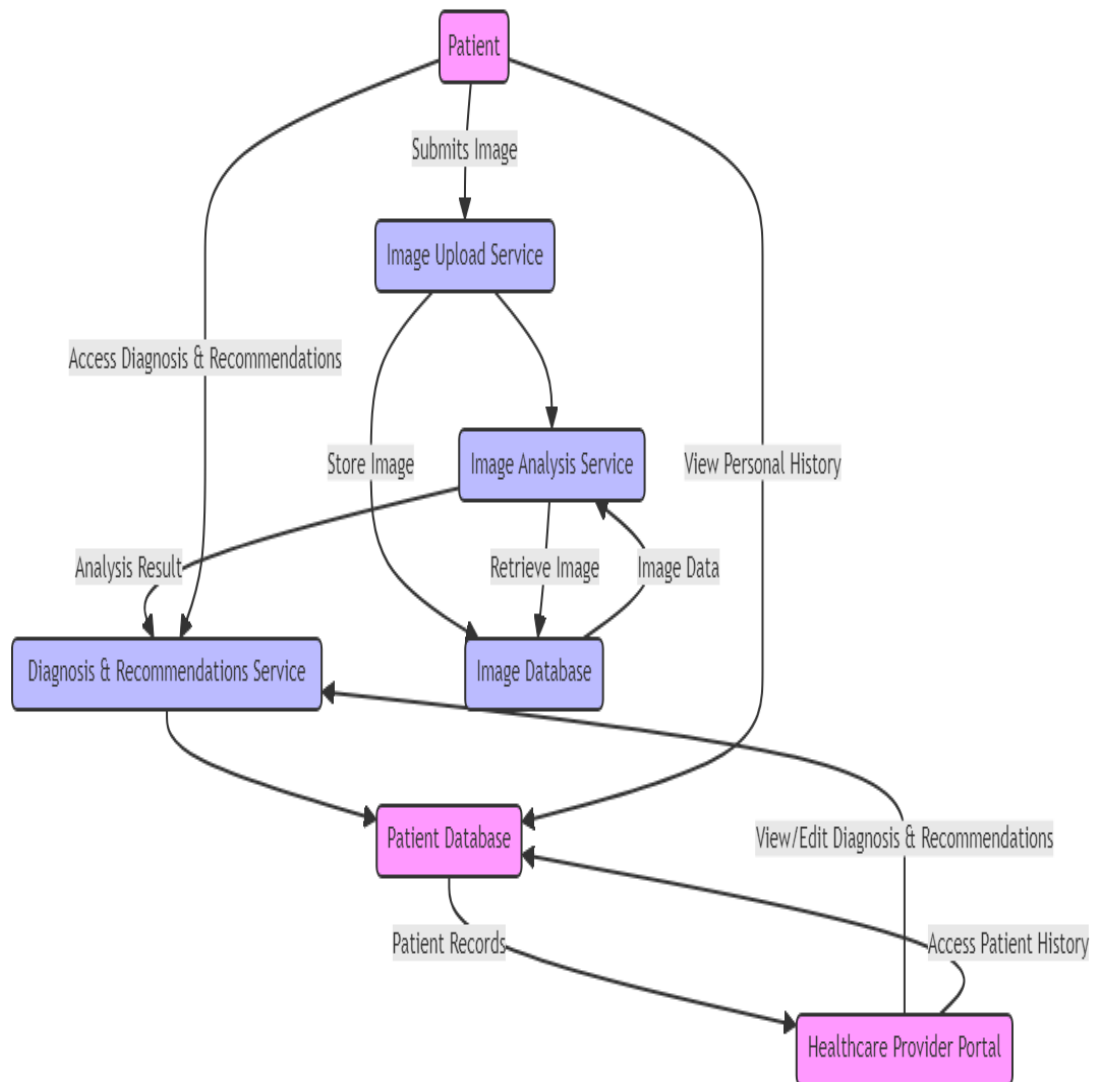 Patient
Submits Image
Image Upload Service
Access Diagnosis & Recommendations
Store Image
Image Analysis Service
View Personal History
Analysis Result
Retrieve Image
Image Data
Diagnosis & Recommendations Service
Image Database
Patient Database
View/Edit Diagnosis & Recommendations
Patient Records
Access Patient History
Healthcare Provider Portal